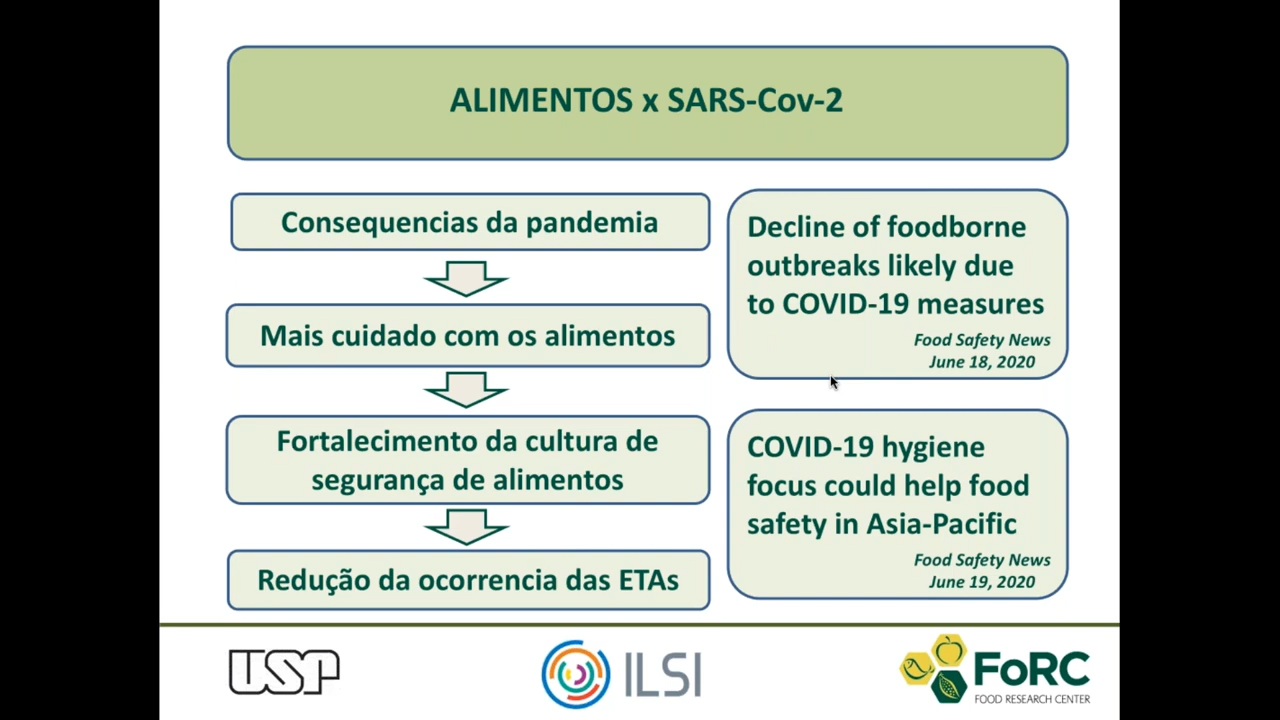 ALIMENTOS x SARS-Cov-2
Consequencias da pandemia
Mais cuidado com os alimentos
Fortalecimento da cultura de
segurança de alimentos
Redução da ocorrencia das ETAs
Decline of foodborne
outbreaks likely due
to COVID-19 measures
Food Safety News
June 18, 2020
COVID-19 hygiene
focus could help food
safety in Asia-Pacific
Food Safety News
June 19, 2020
USP
ILSI
FoRC
FOOD RESEARCH CENTER